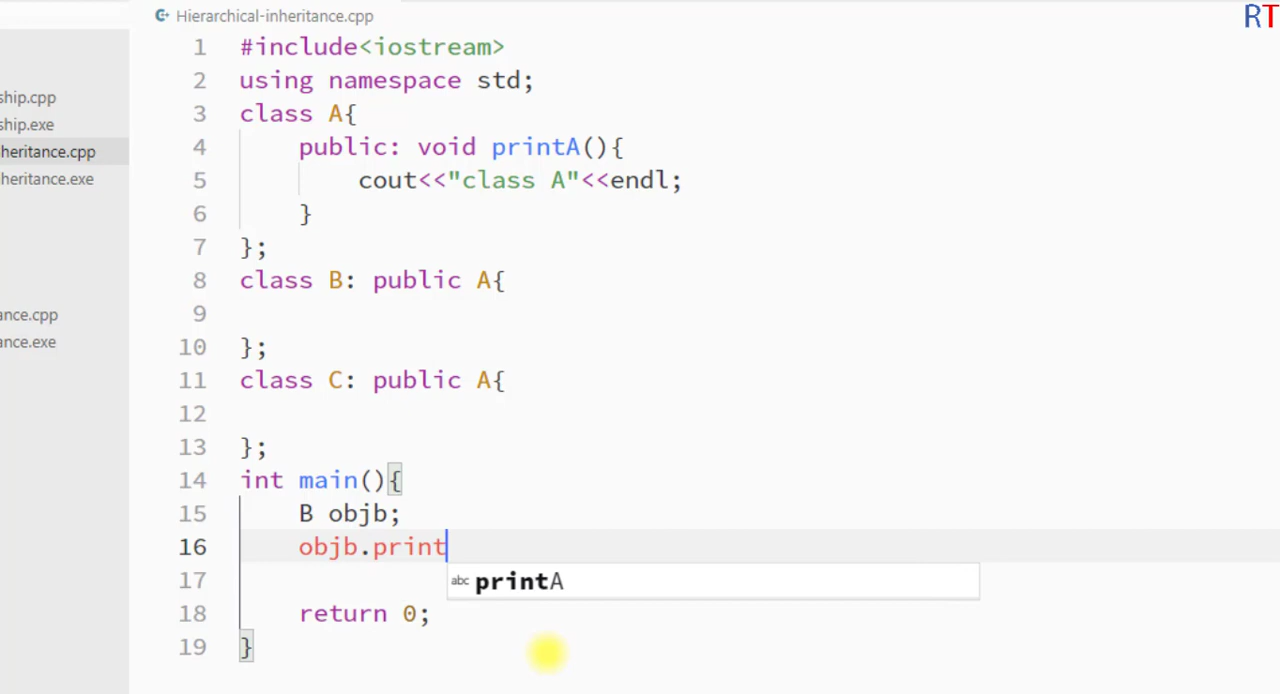 Hierarchical-inheritance.cpp
RT
ship.cpp
ship.exe
heritance.cpp
heritance.exe
ance.cpp
ance.exe
1 #include<iostream>
2 using namespace std;
3 class A{
4 public: void printA(){
5 cout<<"class A"<<endl;
6 }
7 };
8 class B: public A{
9
10 };
11 class C: public A{
12
13 };
14 int main(){
15 B objb;
16 objb.print
17
abc printA
18 return 0;
19 }